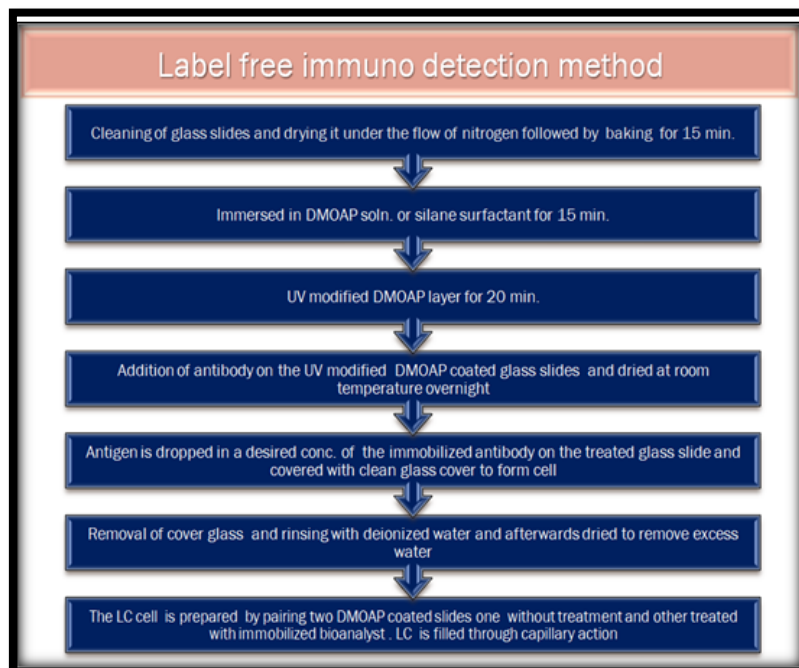 Label free immuno detection method
Cleaning of glass slides and drying it under the flow of nitrogen followed by baking for 15 min.
Immersed in DMOAP soln. or silane surfactant for 15 min.
UV modified DMOAP layer for 20 min.
Addition of antibody on the UV modified DMOAP coated glass slides and dried at room
temperature overnight
Antigen is dropped in a desired conc. of the immobilized antibody on the treated glass slide and
covered with clean glass cover to form cell
Removal of cover glass and rinsing with deionized water and afterwards dried to remove excess
water
The LC cell is prepared by pairing two DMOAP coated slides one without treatment and other treated
with immobilized bioanalyst . LC is filled through capillary action